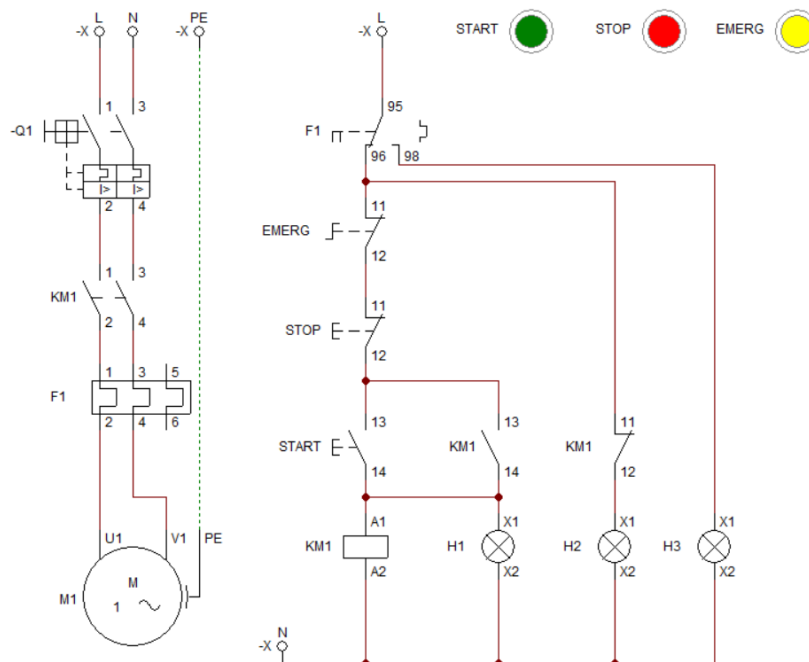 L N PE L START STOP EMERG
-X -X -X
1 3 95
-Q1 F1
I> I> 96 98
2 4 11
EMERG
12
1 3 11
KM1
2 4 STOP
12
1 3 5
F1
2 4 6 13 13 11
START KM1 KM1
14 14 12
A1 X1 X1 X1
U1 V1 PE KM1 H1 H2 H3
A2 X2 X2 X2
M
M1 1
N
-X